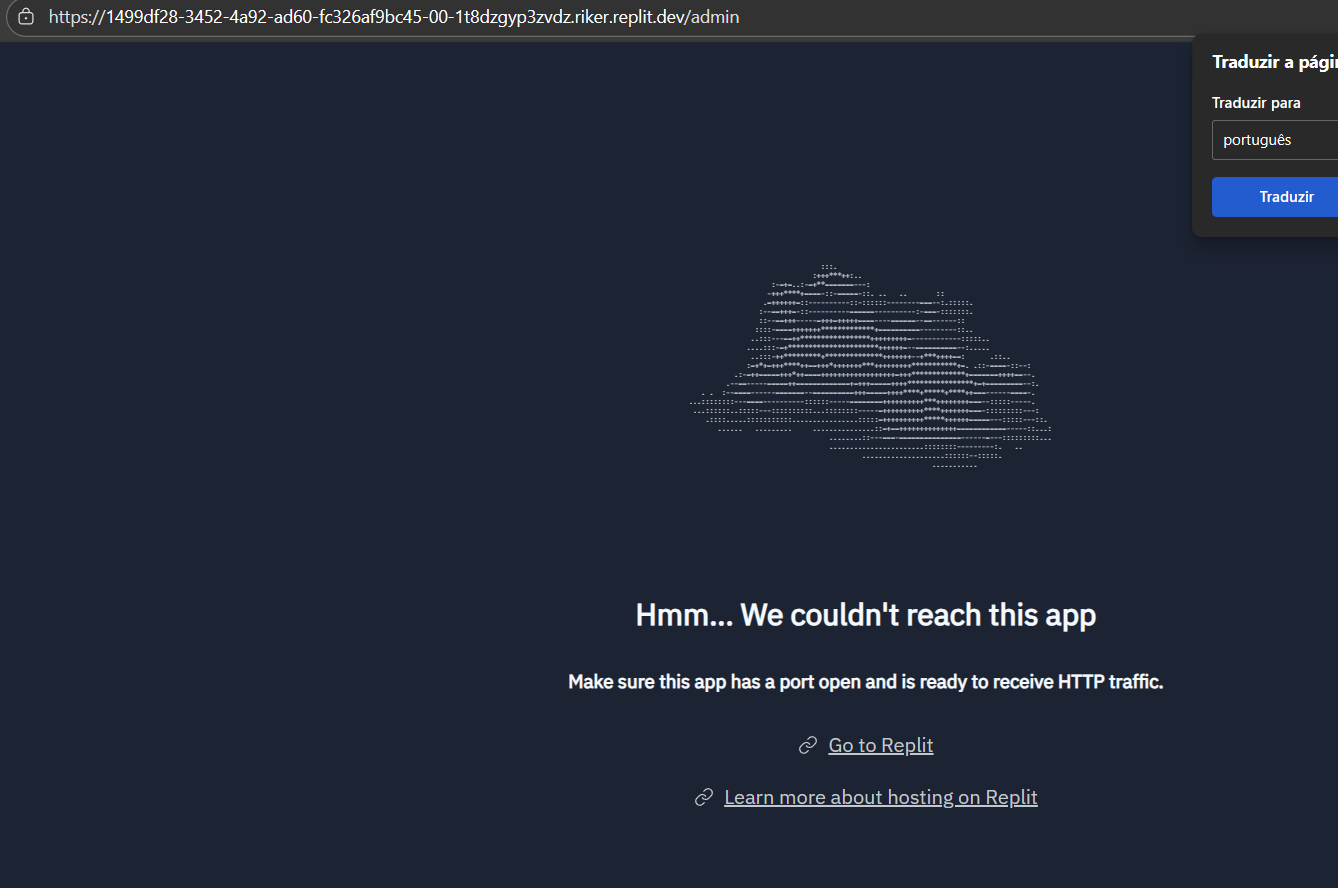 https://1499df28-3452-4a92-ad60-fc326af9bc45-00-1t8dzgyp3zvdz.riker.replit.dev/admin
Traduzir a págin
Traduzir para
português
Traduzir
Hmm... We couldn't reach this app
Make sure this app has a port open and is ready to receive HTTP traffic.
Go to Replit
Learn more about hosting on Replit